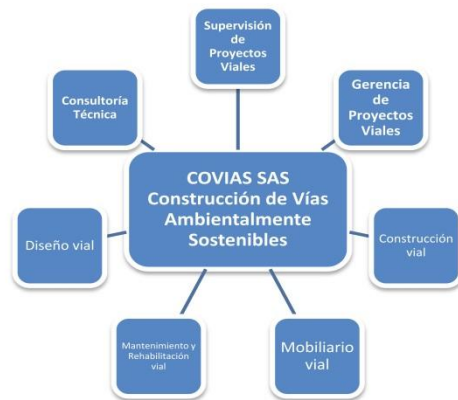 Supervisión
de
Proyectos
Viales
Consultoría
Técnica
Gerencia
de
Proyectos
Viales
COVIAS SAS
Construcción de Vías
Ambientalmente
Sostenibles
Diseño vial
Construcción
vial
Mantenimiento y
Rehabilitación
vial
Mobiliario
vial